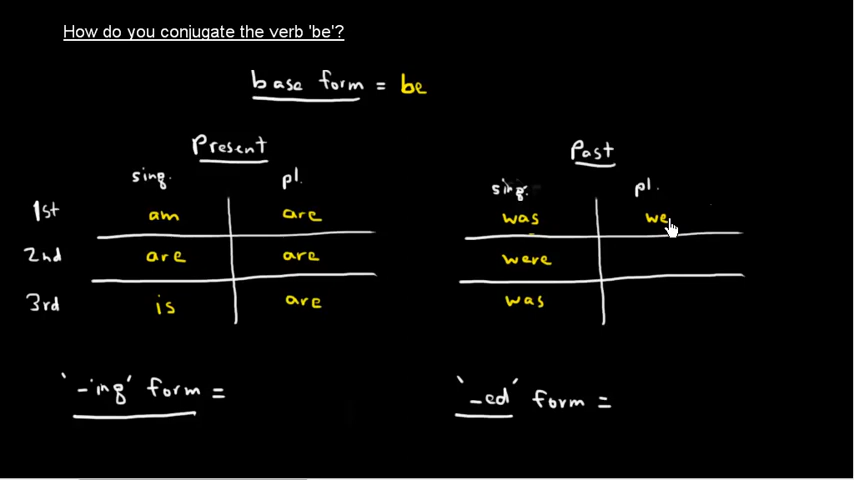 How do you conjugate the verb 'be'?
base form = be
Present
Past
sing. pl.
sing. pl.
1st am are
was we
2nd are are
were
3rd is are
was
'-ing' form =
'-ed' form =